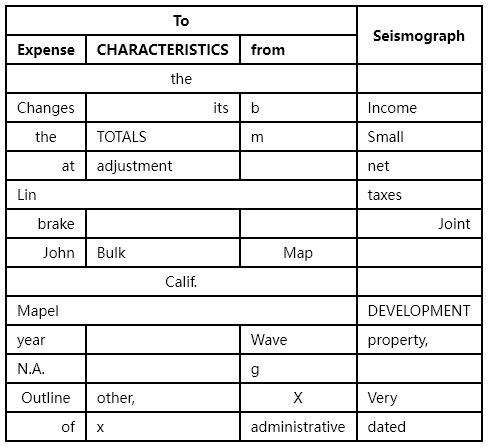 To Seismograph
Expense CHARACTERISTICS from
the
Changes its b Income
the TOTALS m Small
at adjustment net
Lin taxes
brake Joint
John Bulk Map
Calif.
Mapel DEVELOPMENT
year Wave property,
N.A. g
Outline other, X Very
of x administrative dated